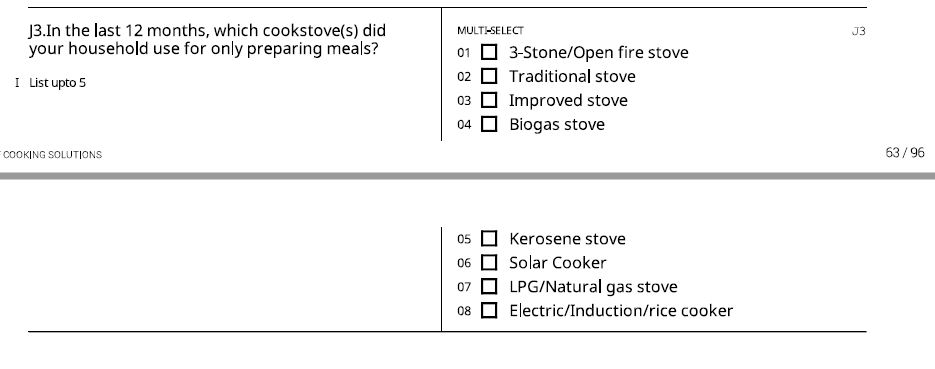 J3.In the last 12 months, which cookstove(s) did
your household use for only preparing meals?
I List upto 5
MULTI-SELECT
J3
01 3-Stone/Open fire stove
02 Traditional stove
03 Improved stove
04 Biogas stove
COOKING SOLUTIONS
63 / 96
05 Kerosene stove
06 Solar Cooker
07 LPG/Natural gas stove
08 Electric/Induction/rice cooker